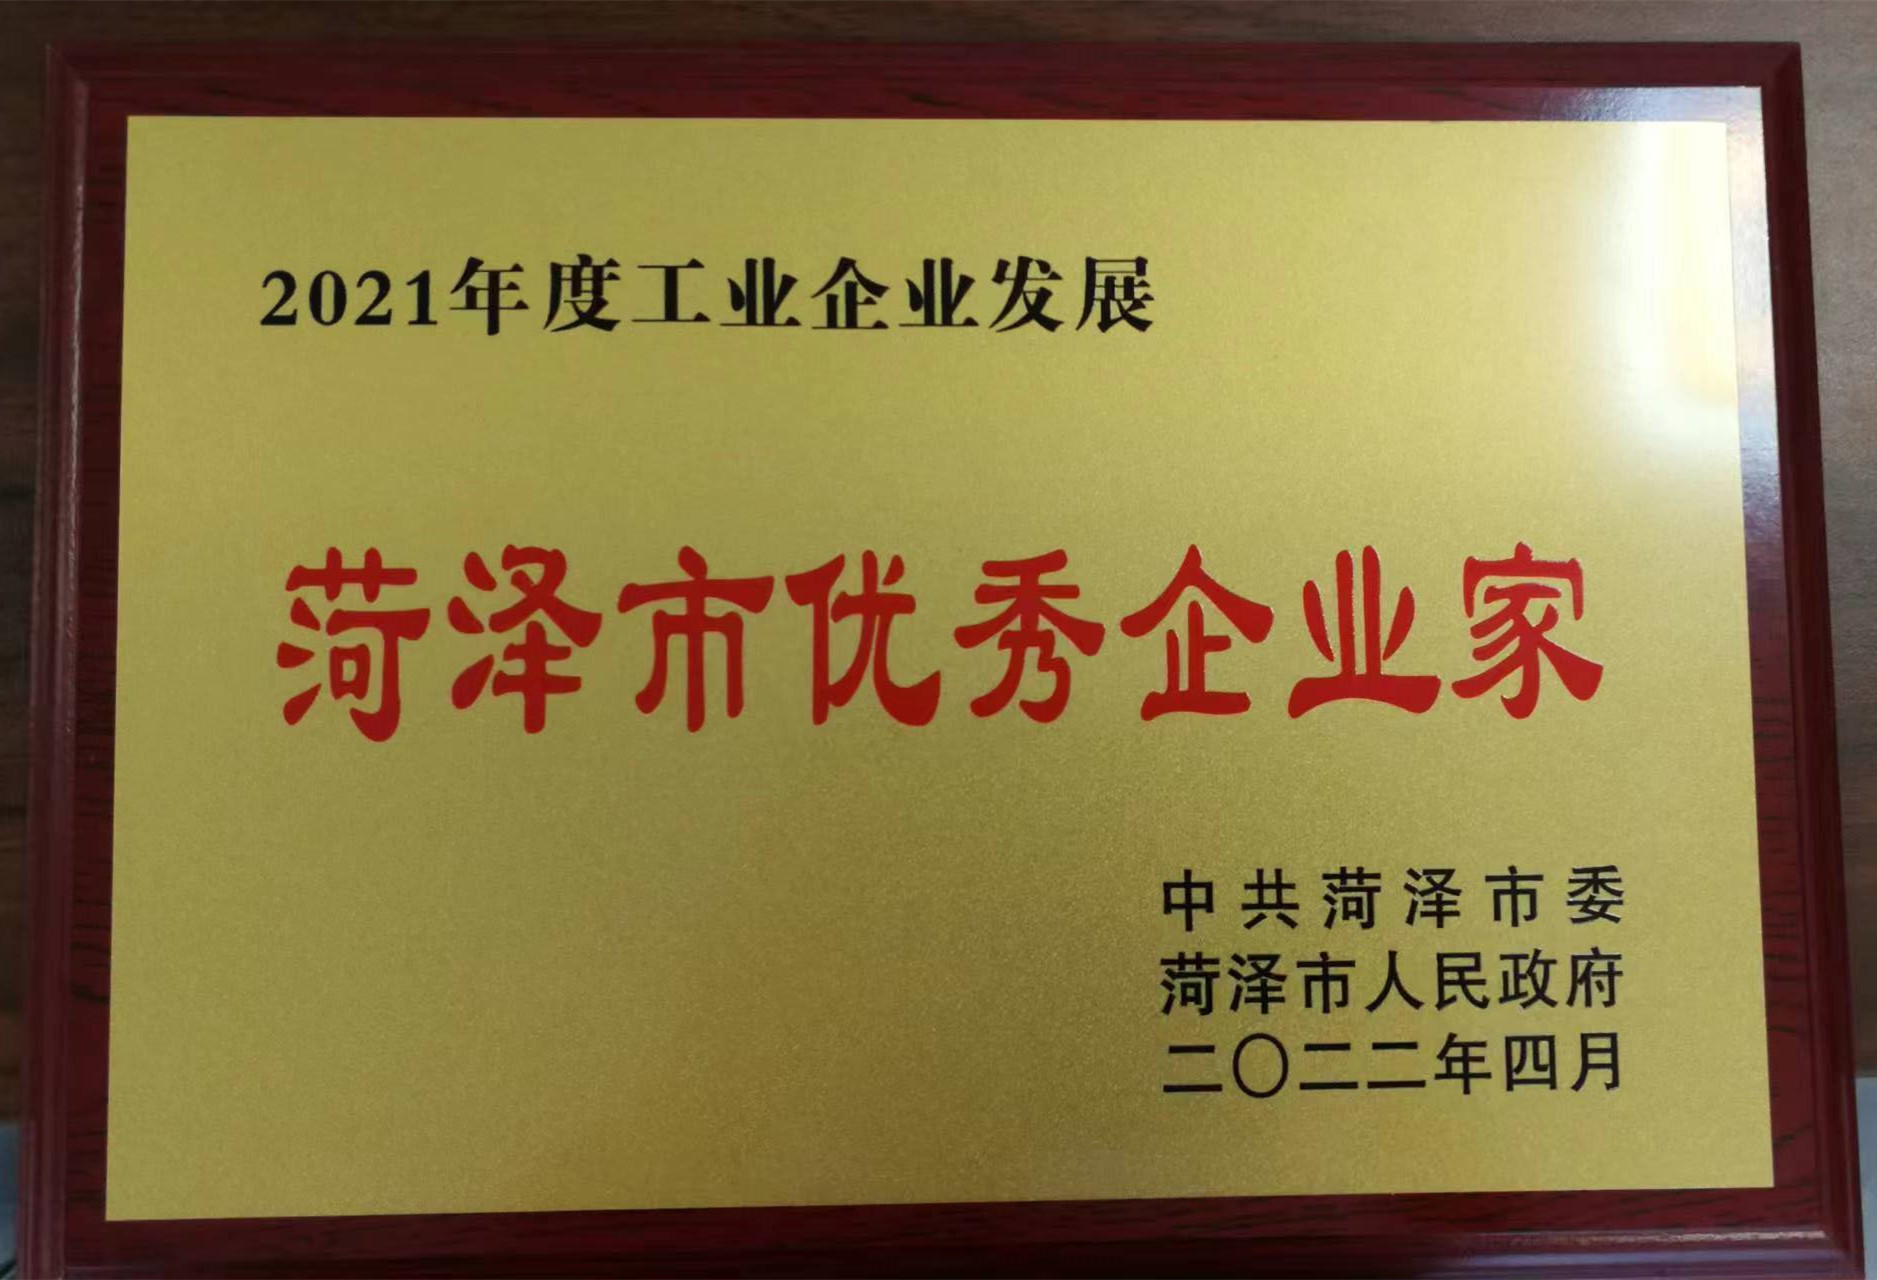 2021年度工业企业发展
菏泽市优秀企业家
中共菏泽市委
菏泽市人民政府
二〇二二年四月